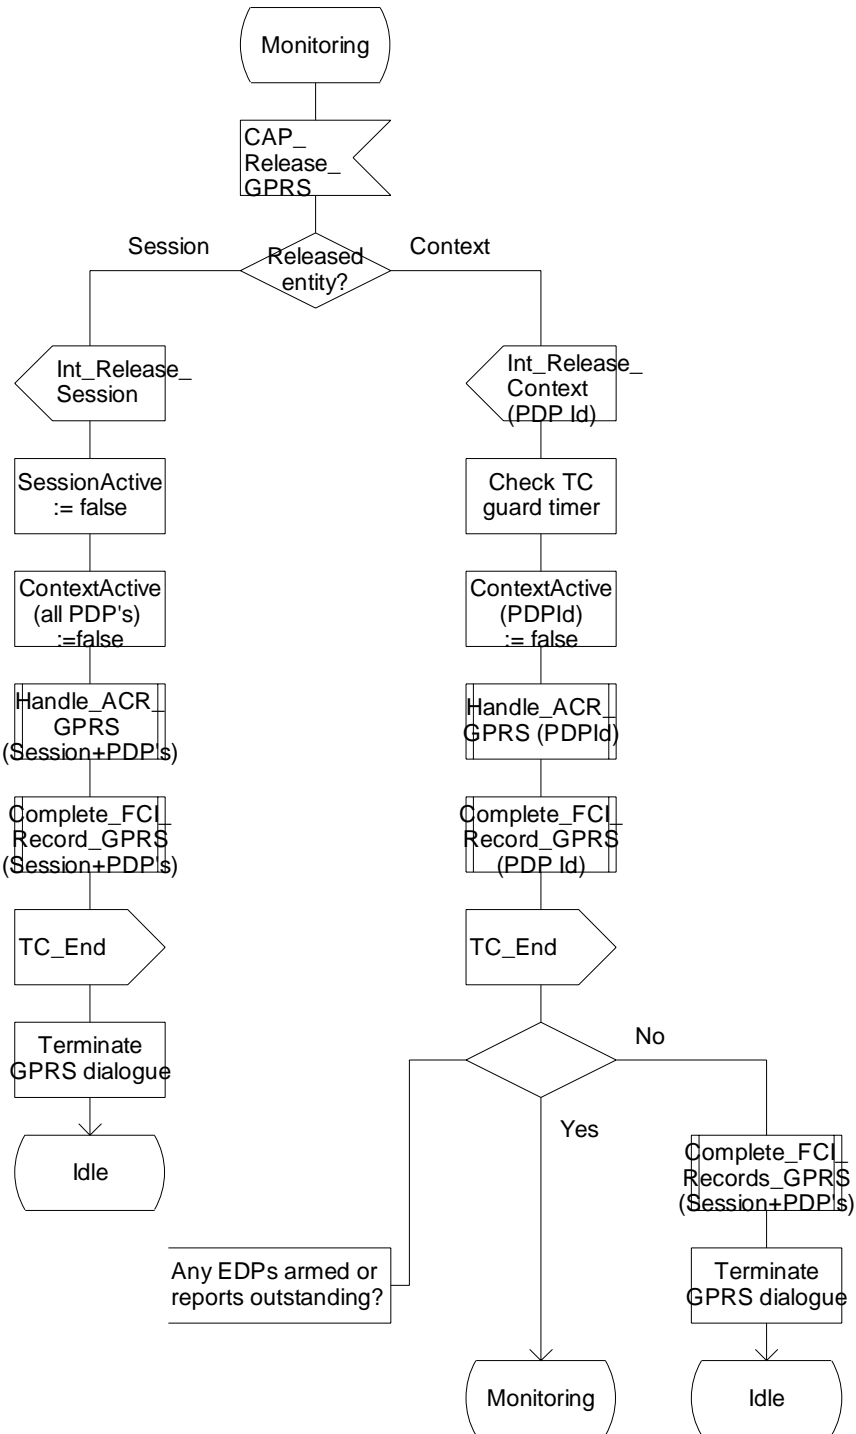 Monitoring
CAP_
Release_
GPRS
Session
Released
entity?
Context
Int_Release_
Session
Int_Release_
Context
(PDP Id)
SessionActive
:= false
Check TC
guard timer
ContextActive
(all PDP's)
:=false
ContextActive
(PDPId)
:= false
Handle_ACR_
GPRS
(Session+PDP's)
Handle_ACR_
GPRS (PDPId)
Complete_FCI_
Record_GPRS
(Session+PDP's)
Complete_FCI_
Record_GPRS
(PDP Id)
TC_End
TC_End
Terminate
GPRS dialogue
No
Yes
Idle
Complete_FCI_
Records_GPRS
(Session+PDP's)
Any EDPs armed or
reports outstanding?
Terminate
GPRS dialogue
Monitoring
Idle